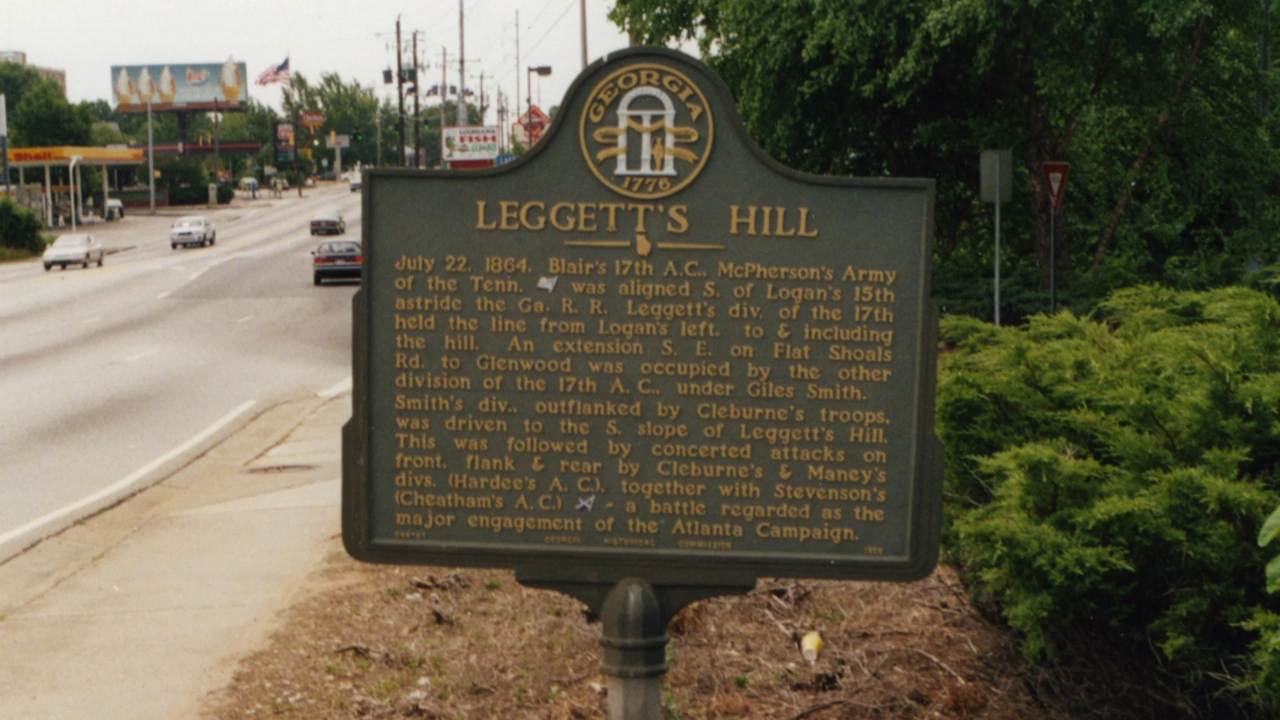 GEORGIA
1776
LEGGETT'S HILL
July 22, 1864. Blair's 17th A.C., McPherson's Army
of the Tenn. was aligned S. of Logan's 15th
astride the Ga. R. R. Leggett's div. of the 17th
held the line from Logan's left, to & including
the hill. An extension S. E. on Flat Shoals
Rd. to Glenwood was occupied by the other
division of the 17th A. C., under Giles Smith.
Smith's div., outflanked by Cleburne's troops,
was driven to the S. slope of Leggett's Hill.
This was followed by concerted attacks on
front, flank & rear by Cleburne's & Maney's
divs. (Hardee's A. C.), together with Stevenson's
(Cheatham's A.C.) - a battle regarded as the
major engagement of the Atlanta Campaign.
GEORGIA HISTORICAL COMMISSION
Shell
LOUISIANA
FISH